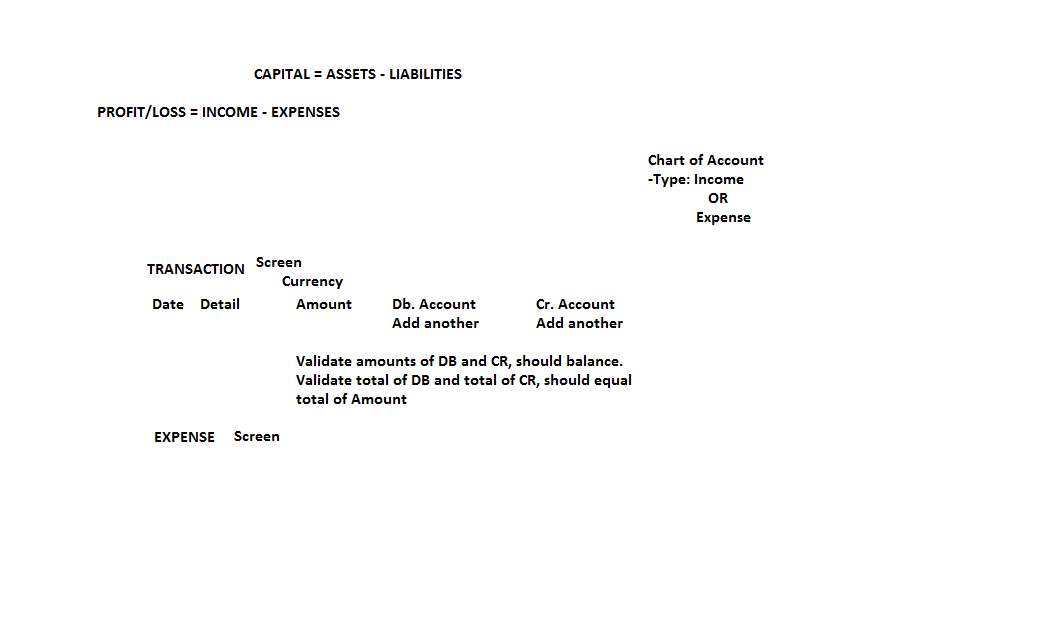 CAPITAL = ASSETS - LIABILITIES
PROFIT/LOSS = INCOME - EXPENSES
Chart of Account
-Type: Income
OR
Expense
TRANSACTION Screen
Currency
Date Detail Amount Db. Account Cr. Account
Add another Add another
Validate amounts of DB and CR, should balance.
Validate total of DB and total of CR, should equal
total of Amount
EXPENSE Screen